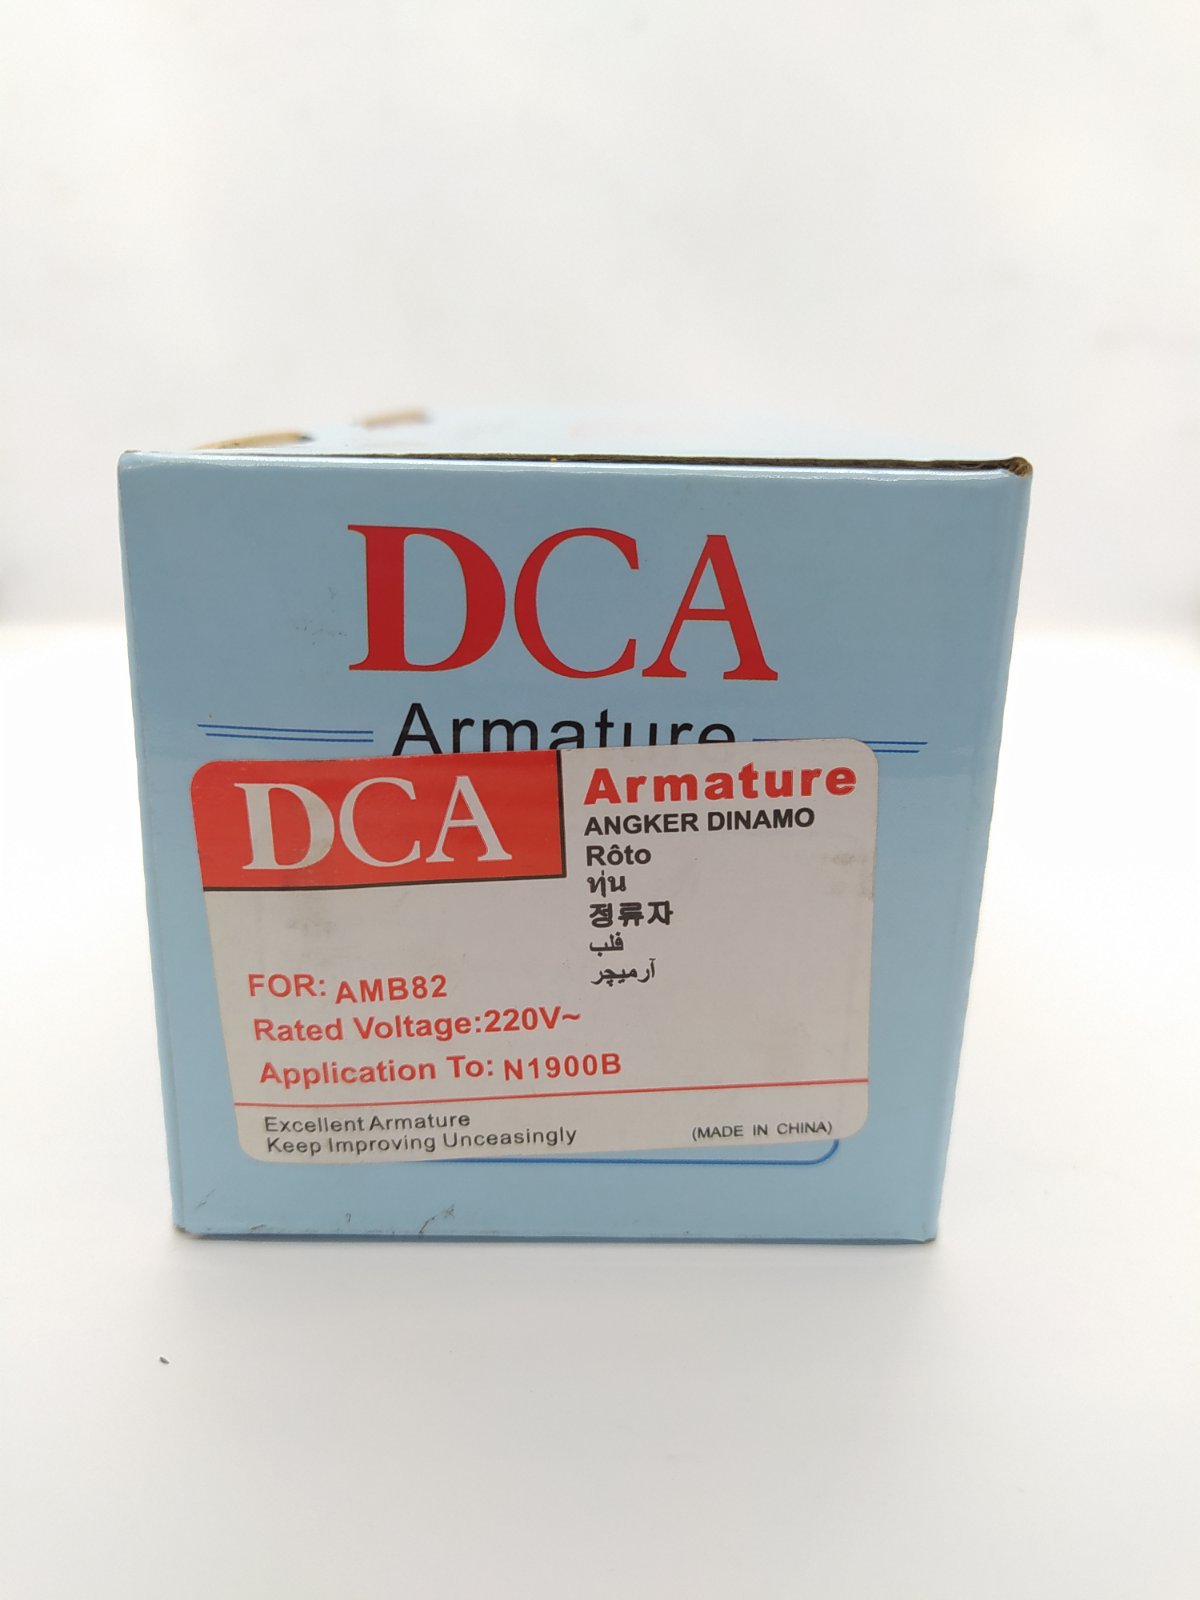 DCA
Armature
DCA
Armature
ANGKER DINAMO
Rôto
ทุ่น
정류자
قلب
آرمیچر
FOR: AMB82
Rated Voltage:220V~
Application To: N1900B
Excellent Armature
Keep Improving Unceasingly
(MADE IN CHINA)